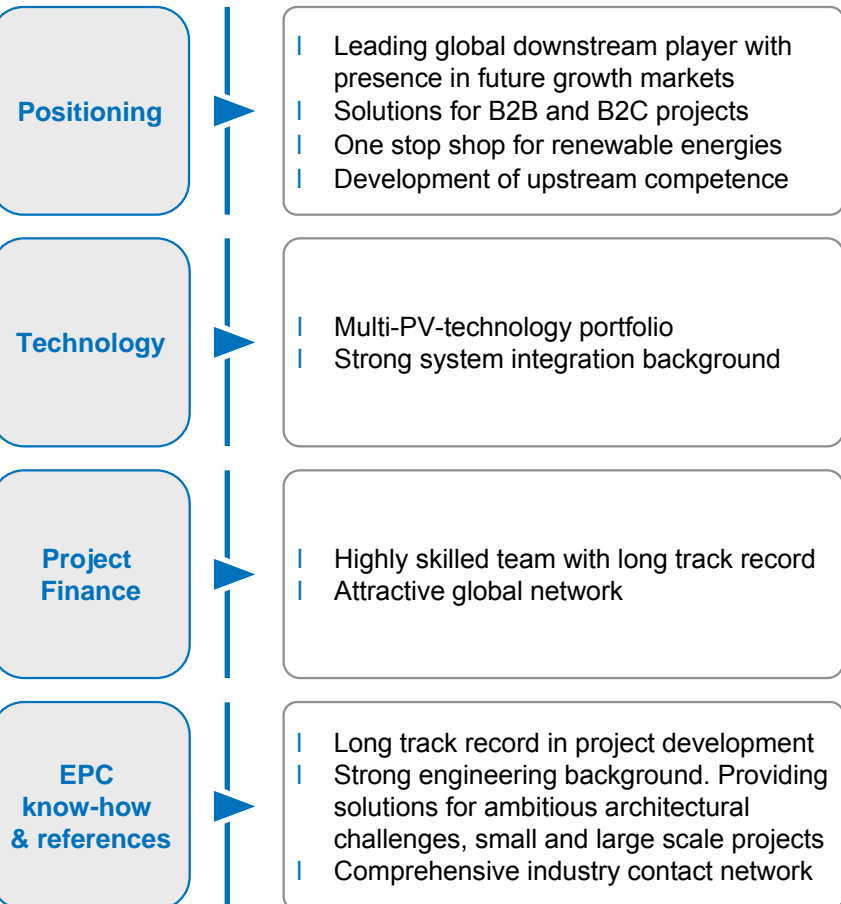 Positioning
l Leading global downstream player with
presence in future growth markets
l Solutions for B2B and B2C projects
l One stop shop for renewable energies
l Development of upstream competence
Technology
l Multi-PV-technology portfolio
l Strong system integration background
Project
Finance
l Highly skilled team with long track record
l Attractive global network
EPC
know-how
& references
l Long track record in project development
l Strong engineering background. Providing
solutions for ambitious architectural
challenges, small and large scale projects
l Comprehensive industry contact network